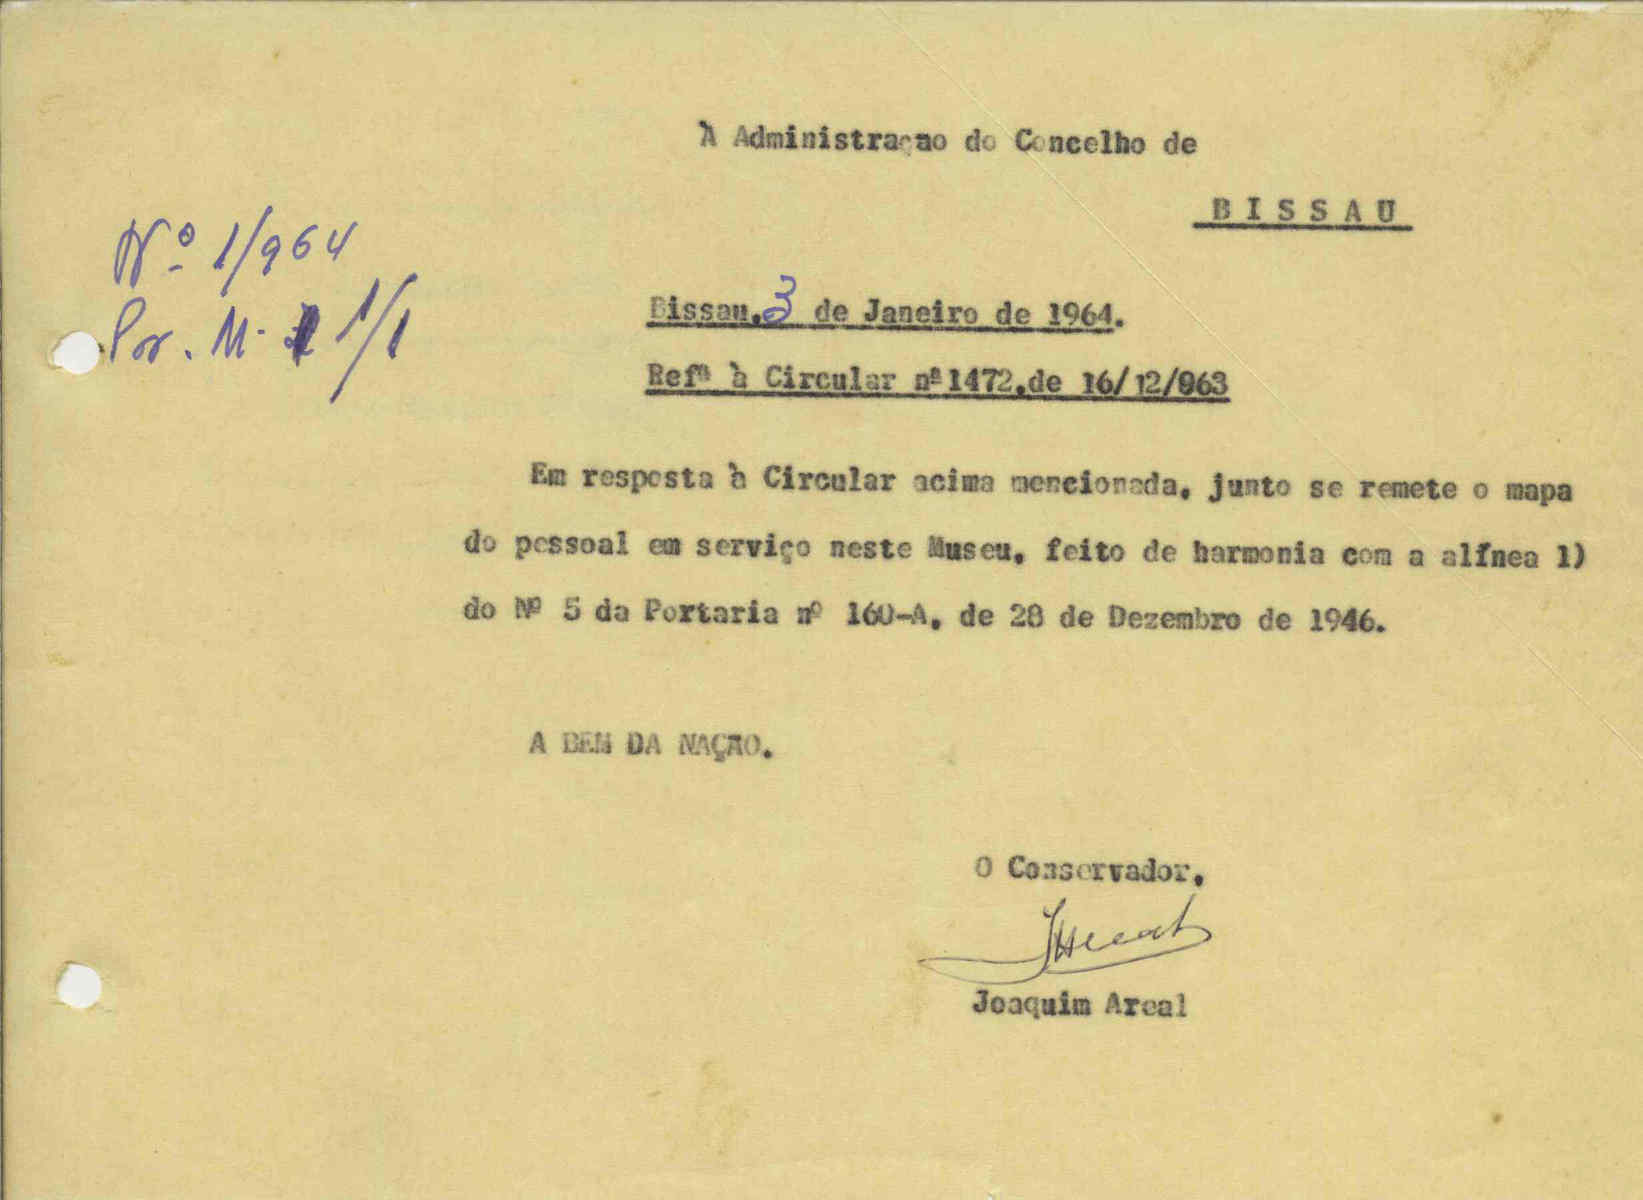 À Administraçao do Concelho de
BISSAU
Nº 1/964
Pr. M. 1/1
Bissau, 3 de Janeiro de 1964.
Refª à Circular nº 1472, de 16/12/963
Em resposta à Circular acima mencionada, junto se remete o mapa
do pessoal em serviço neste Museu, feito de harmonia com a alínea 1)
do Nº 5 da Portaria nº 160-A, de 28 de Dezembro de 1946.
A BEM DA NAÇÃO.
O Conservador,
JAreal
Joaquim Areal